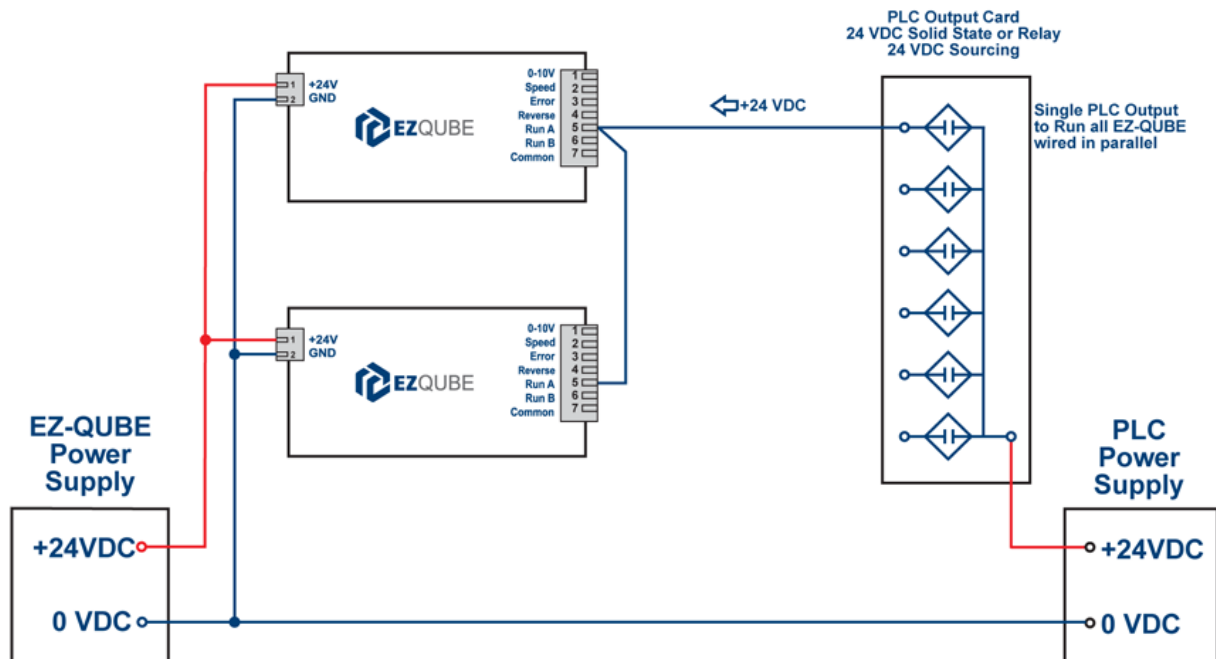 PLC Output Card
24 VDC Solid State or Relay
24 VDC Sourcing
+24 VDC
Single PLC Output
to Run all EZ-QUBE
wired in parallel
1
2
+24V
GND
EZQUBE
0-10V
Speed
Error
Reverse
Run A
Run B
Common
1
2
3
4
5
6
7
1
2
+24V
GND
EZQUBE
0-10V
Speed
Error
Reverse
Run A
Run B
Common
1
2
3
4
5
6
7
EZ-QUBE
Power
Supply
+24VDC
0 VDC
PLC
Power
Supply
+24VDC
0 VDC